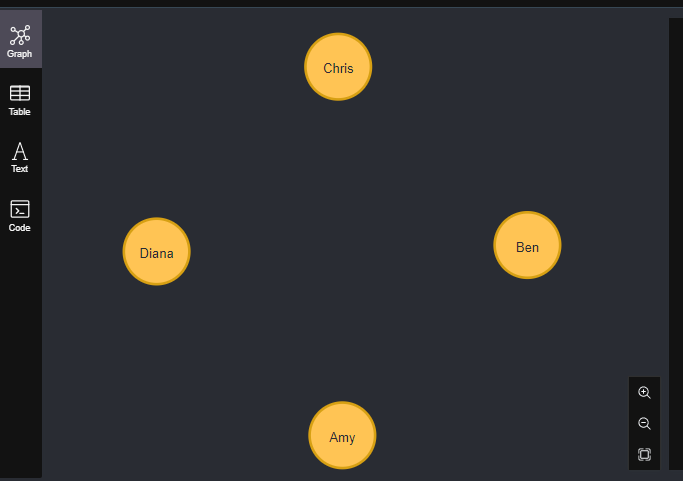 Graph
Table
Text
Code
Chris
Diana
Ben
Amy